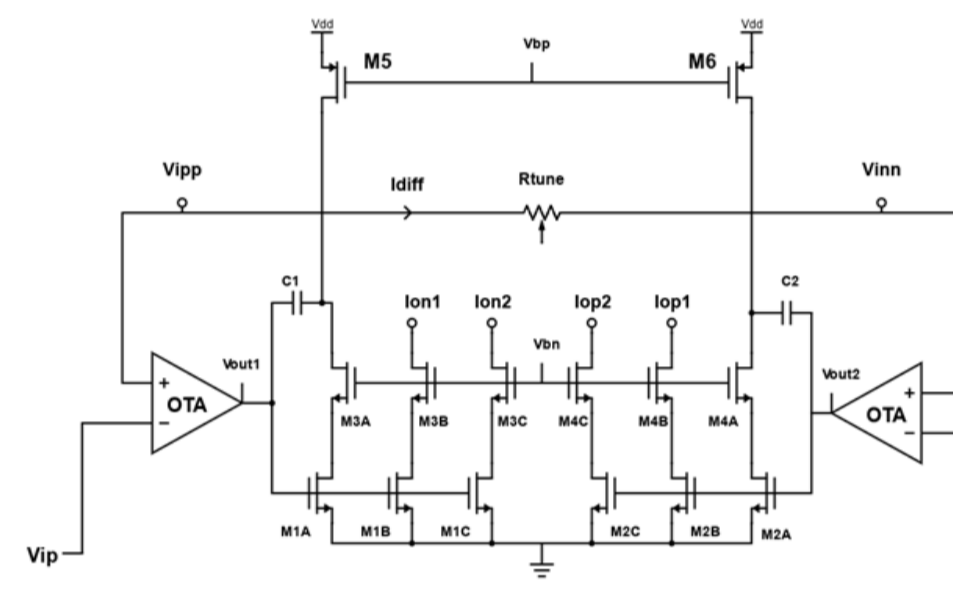 Vdd
Vdd
M5
Vbp
M6
Vipp
Idiff
Rtune
Vinn
C1
C2
Ion1
Ion2
Iop2
Iop1
Vbn
Vout1
Vout2
+
OTA
−
+
OTA
−
M3A
M3B
M3C
M4C
M4B
M4A
M1A
M1B
M1C
M2C
M2B
M2A
Vip